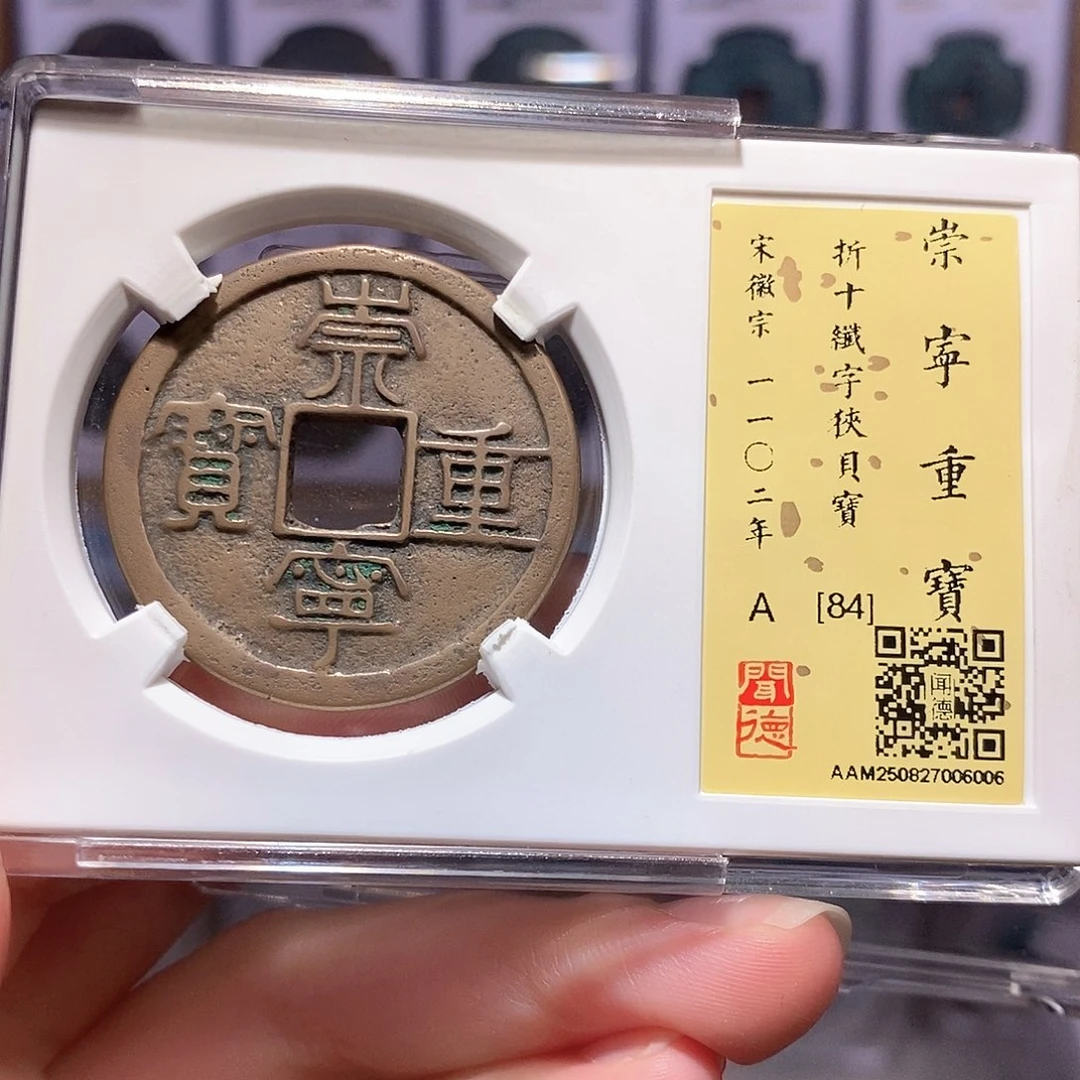 崇寧重寶
崇寧重寶
折十纖字狹貝寶
宋徽宗 一一〇二年
A [84]
聞德
闻德
AAM250827006006